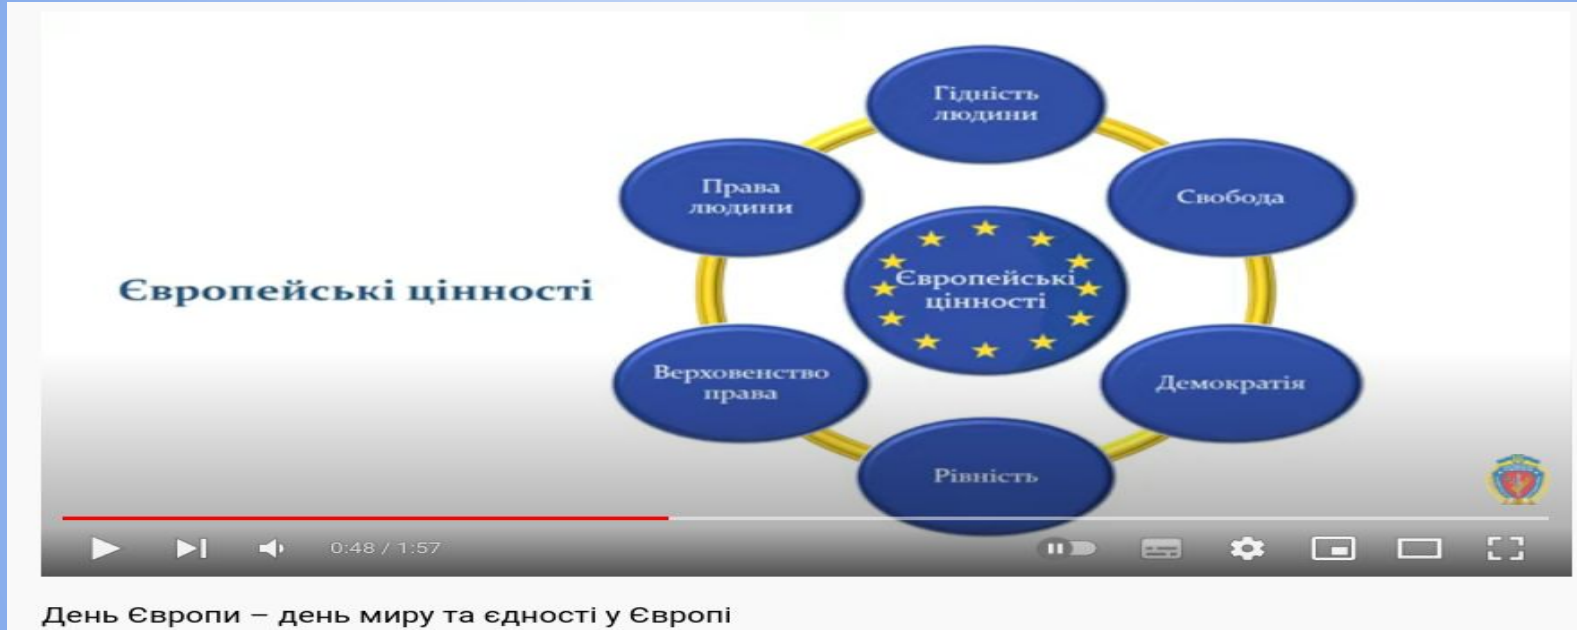 Гідність
людини
Права
людини
Свобода
Європейські цінності
Європейські
цінності
Верховенство
права
Демократія
Рівність
0:48 / 1:57
День Європи – день миру та єдності у Європі